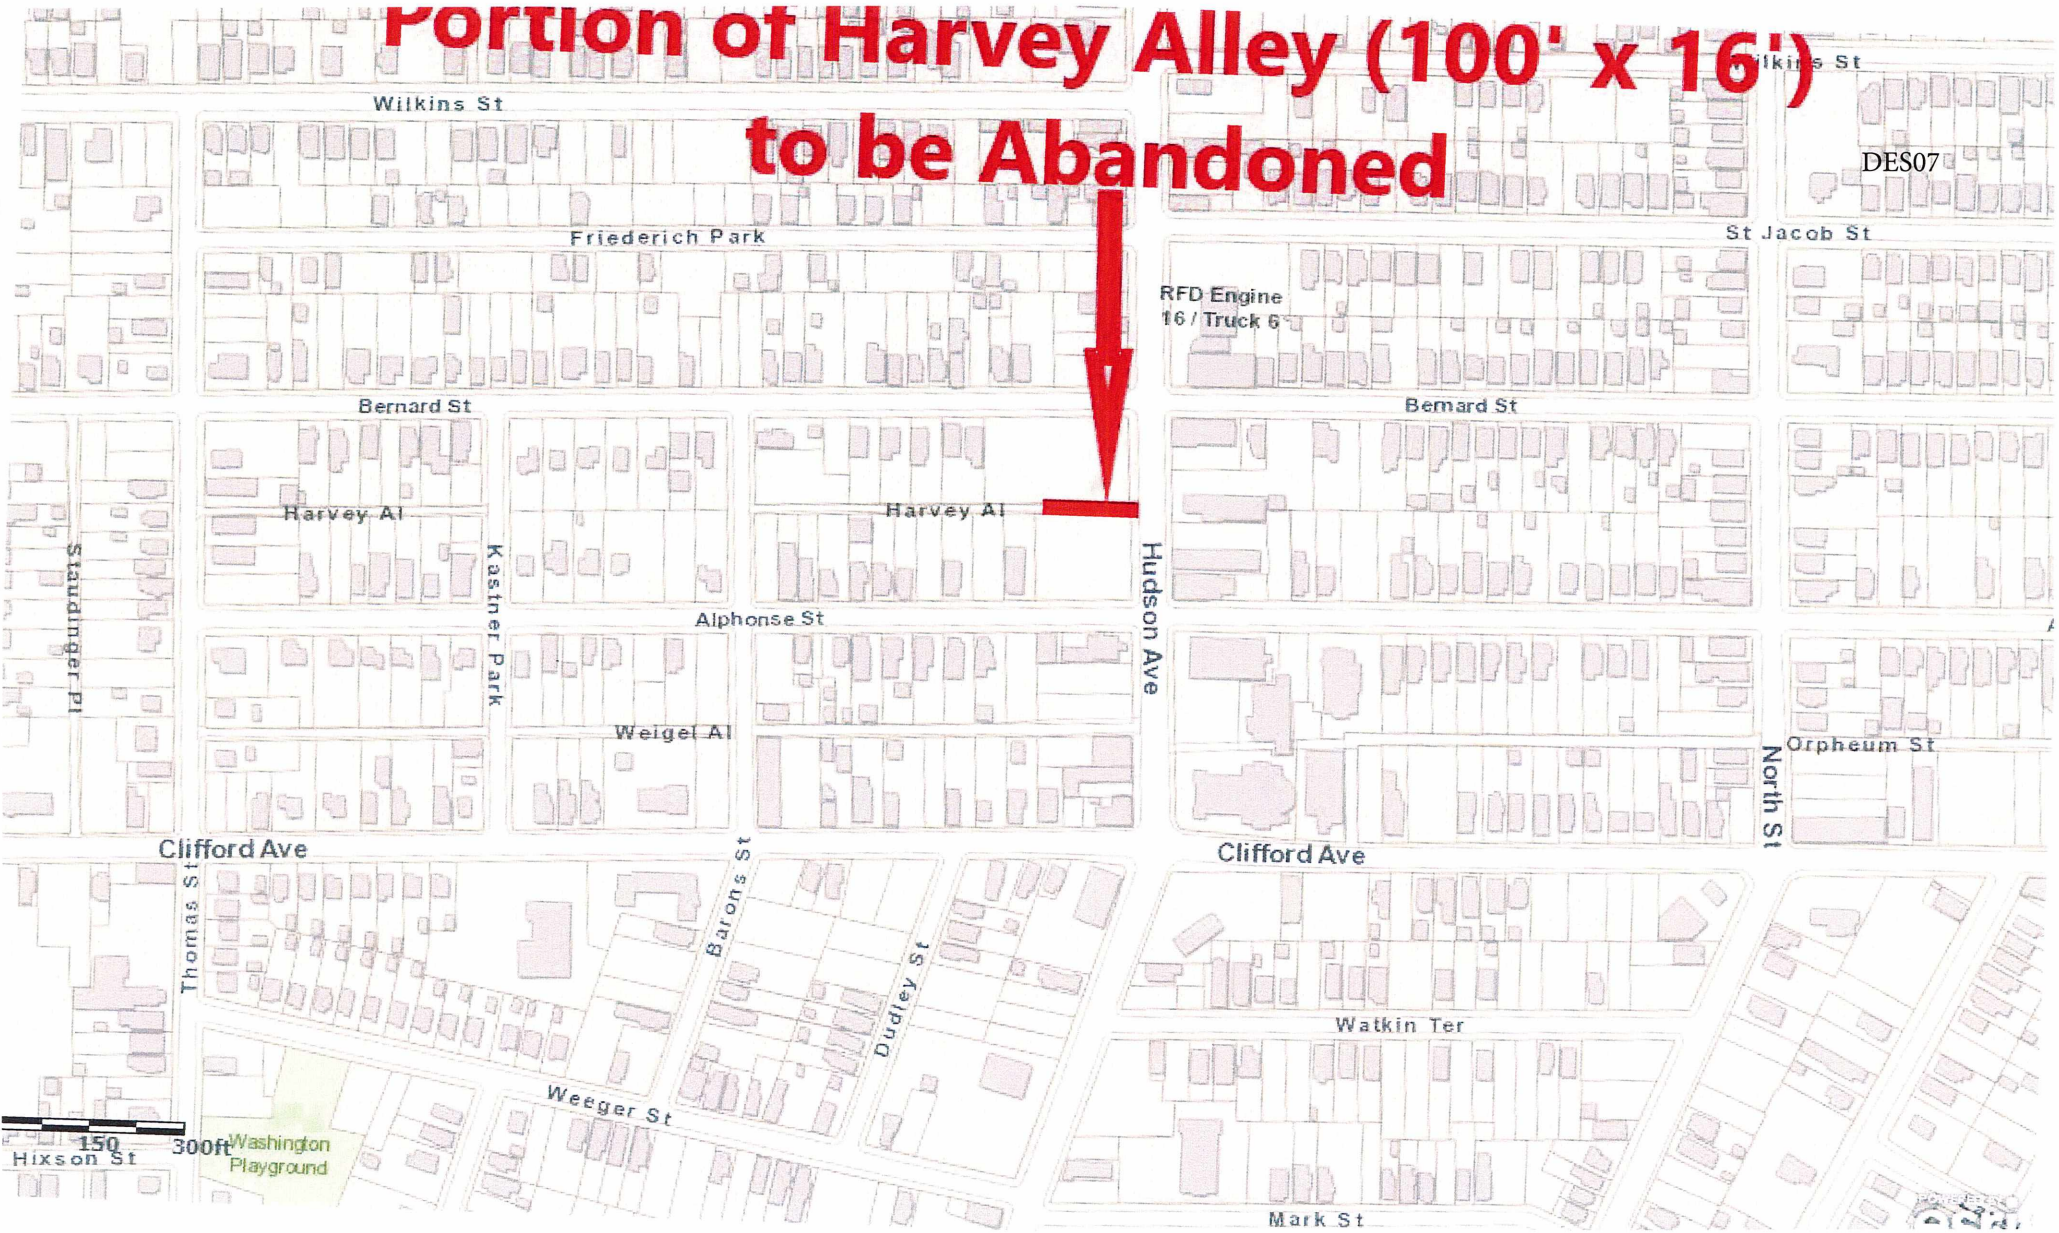 Portion of Harvey Alley (100' x 16')
to be Abandoned
Wilkins St
Wilkins St
DES07
Friederich Park
St Jacob St
RFD Engine
16 / Truck 6
Bernard St
Bernard St
Harvey Al
Harvey Al
Staudinger Pl
Kastner Park
Hudson Ave
Alphonse St
Weigel Al
Orpheum St
North St
Clifford Ave
Clifford Ave
Thomas St
Barons St
Dudley St
Watkin Ter
Weeger St
150
300ft
Hixson St
Washington
Playground
Mark St
POWERED BY
esri